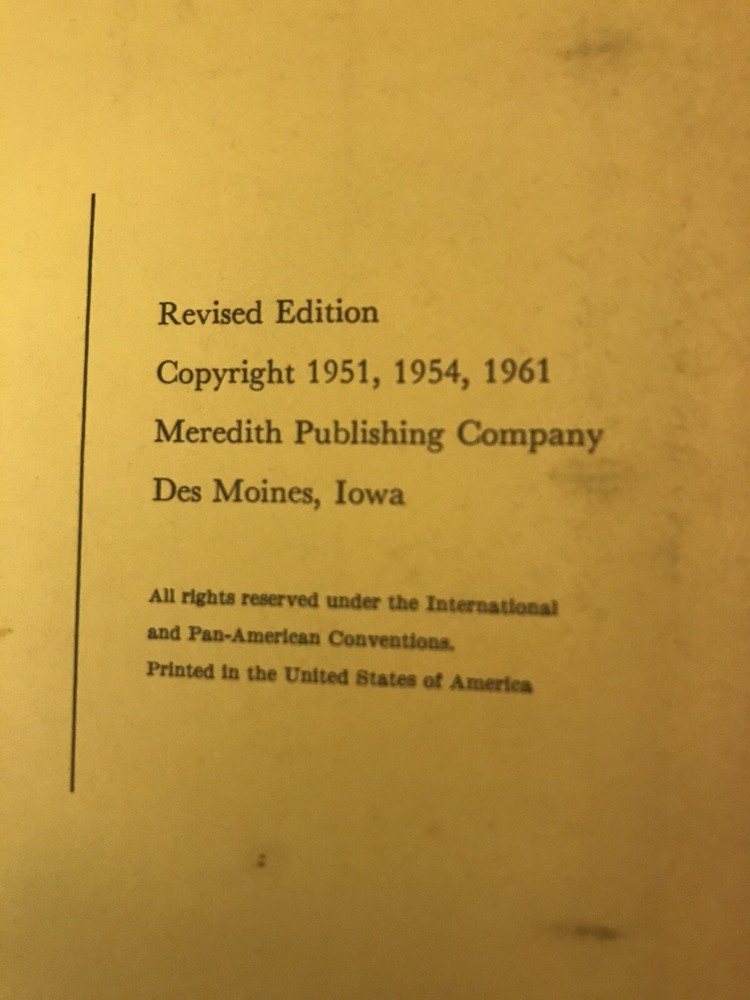 Revised Edition
Copyright 1951, 1954, 1961
Meredith Publishing Company
Des Moines, Iowa
All rights reserved under the International
and Pan-American Conventions.
Printed in the United States of America